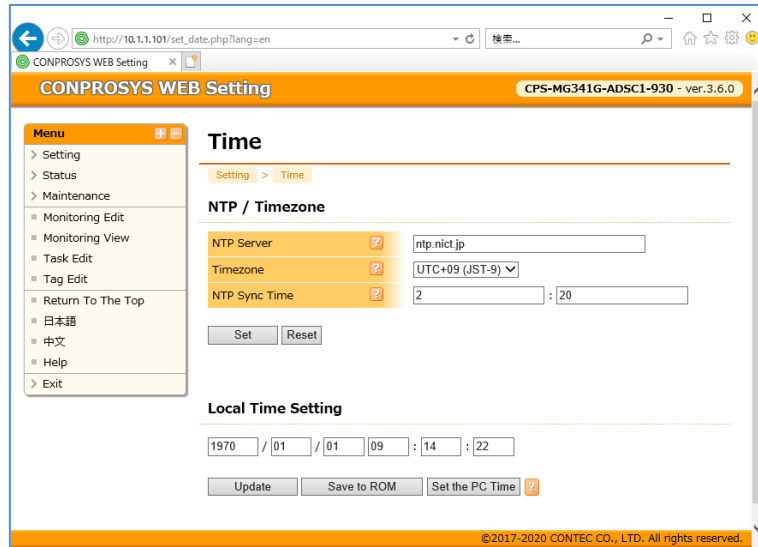 http://10.1.1.101/set_date.php?lang=en
検索...
CONPROSYS WEB Setting
CONPROSYS WEB Setting
CPS-MG341G-ADSC1-930 - ver.3.6.0
Menu
Setting
Status
Maintenance
Monitoring Edit
Monitoring View
Task Edit
Tag Edit
Return To The Top
日本語
中文
Help
Exit
Time
Setting > Time
NTP / Timezone
NTP Server ? ntp.nict.jp
Timezone ? UTC+09 (JST-9)
NTP Sync Time ? 2 : 20
Set Reset
Local Time Setting
1970 / 01 / 01 09 : 14 : 22
Update Save to ROM Set the PC Time ?
©2017-2020 CONTEC CO., LTD. All rights reserved.